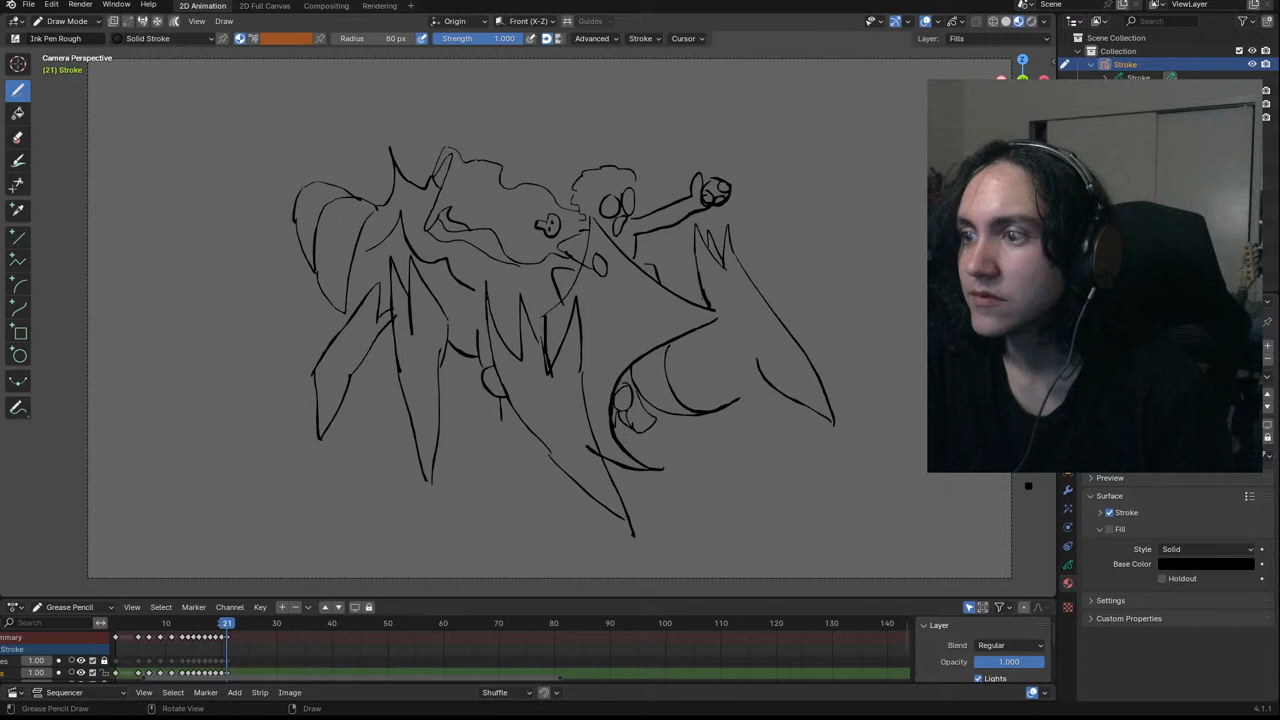 File Edit Render Window Help 2D Animation 2D Full Canvas Compositing Rendering Scene ViewLayer
Draw Mode View Draw Origin Front (X-Z) Guides
Ink Pen Rough Solid Stroke Radius 80 px Strength 1.000 Advanced Stroke Cursor Layer: Fills
Scene Collection
Collection
Camera Perspective
Stroke
(21) Stroke
Stroke
Preview
Surface
Stroke
Fill
Style Solid
Base Color
Holdout
Settings
Custom Properties
Grease Pencil View Select Marker Channel Key
Search 10 21 30 40 50 60 70 80 90 100 110 120 130 140 Layer
mmary
Blend Regular
Stroke
es 1.00 Opacity 1.000
s 1.00 Lights
Sequencer View Select Marker Add Strip Image Shuffle
Grease Pencil Draw Rotate View Draw 4.1.1